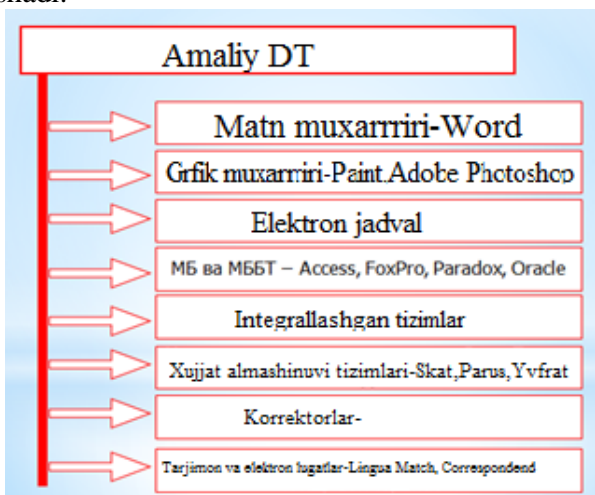 Amaliy DT
Matn muxarrriri-Word
Grfik muxarrriri-Paint.Adobe Photoshop
Elektron jadval
МБ ва МББТ – Access, FoxPro, Paradox, Oracle
Integrallashgan tizimlar
Xujjat almashinuvi tizimlari-Skat,Parus,Yvfrat
Korrektorlar-
Tarjimon va elektron lugatlar-Lingua Match, Correspondend